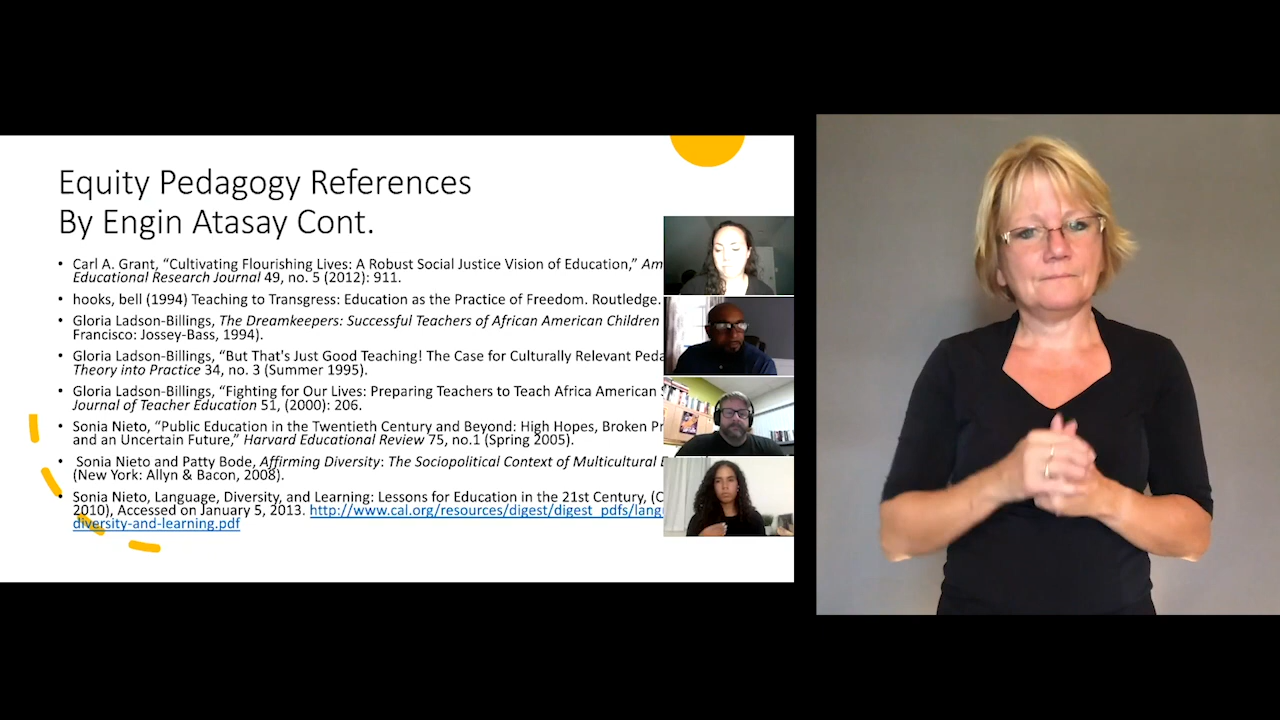 Equity Pedagogy References
By Engin Atasay Cont.
• Carl A. Grant, “Cultivating Flourishing Lives: A Robust Social Justice Vision of Education,” Am
Educational Research Journal 49, no. 5 (2012): 911.
• hooks, bell (1994) Teaching to Transgress: Education as the Practice of Freedom. Routledge.
• Gloria Ladson-Billings, The Dreamkeepers: Successful Teachers of African American Children
Francisco: Jossey-Bass, 1994).
• Gloria Ladson-Billings, “But That's Just Good Teaching! The Case for Culturally Relevant Peda
Theory into Practice 34, no. 3 (Summer 1995).
• Gloria Ladson-Billings, “Fighting for Our Lives: Preparing Teachers to Teach Africa American
Journal of Teacher Education 51, (2000): 206.
• Sonia Nieto, “Public Education in the Twentieth Century and Beyond: High Hopes, Broken Pr
and an Uncertain Future,” Harvard Educational Review 75, no.1 (Spring 2005).
• Sonia Nieto and Patty Bode, Affirming Diversity: The Sociopolitical Context of Multicultural
(New York: Allyn & Bacon, 2008).
• Sonia Nieto, Language, Diversity, and Learning: Lessons for Education in the 21st Century, (C
2010), Accessed on January 5, 2013. http://www.cal.org/resources/digest/digest_pdfs/lang
diversity-and-learning.pdf